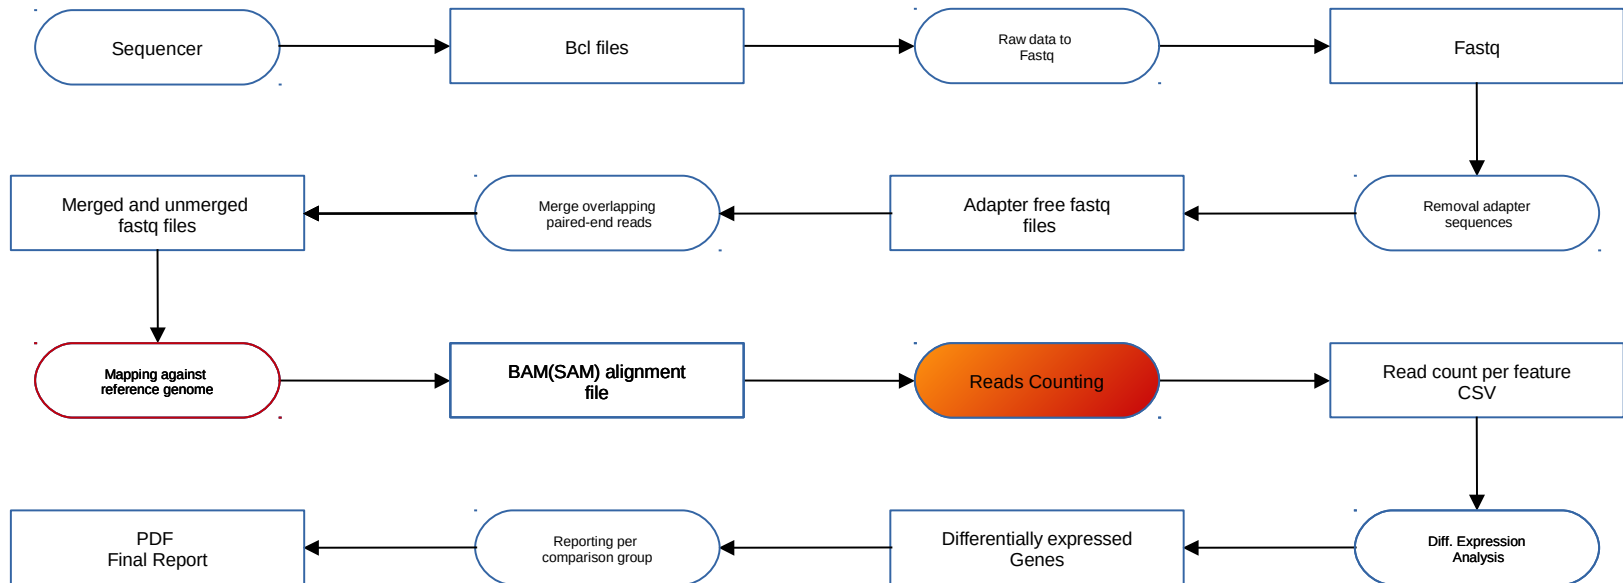 Sequencer
Bcl files
Raw data to
Fastq
Fastq
Merged and unmerged
fastq files
Merge overlapping
paired-end reads
Adapter free fastq
files
Removal adapter
sequences
Mapping against
reference genome
BAM(SAM) alignment
file
Reads Counting
Read count per feature
CSV
PDF
Final Report
Reporting per
comparison group
Differentially expressed
Genes
Diff. Expression
Analysis